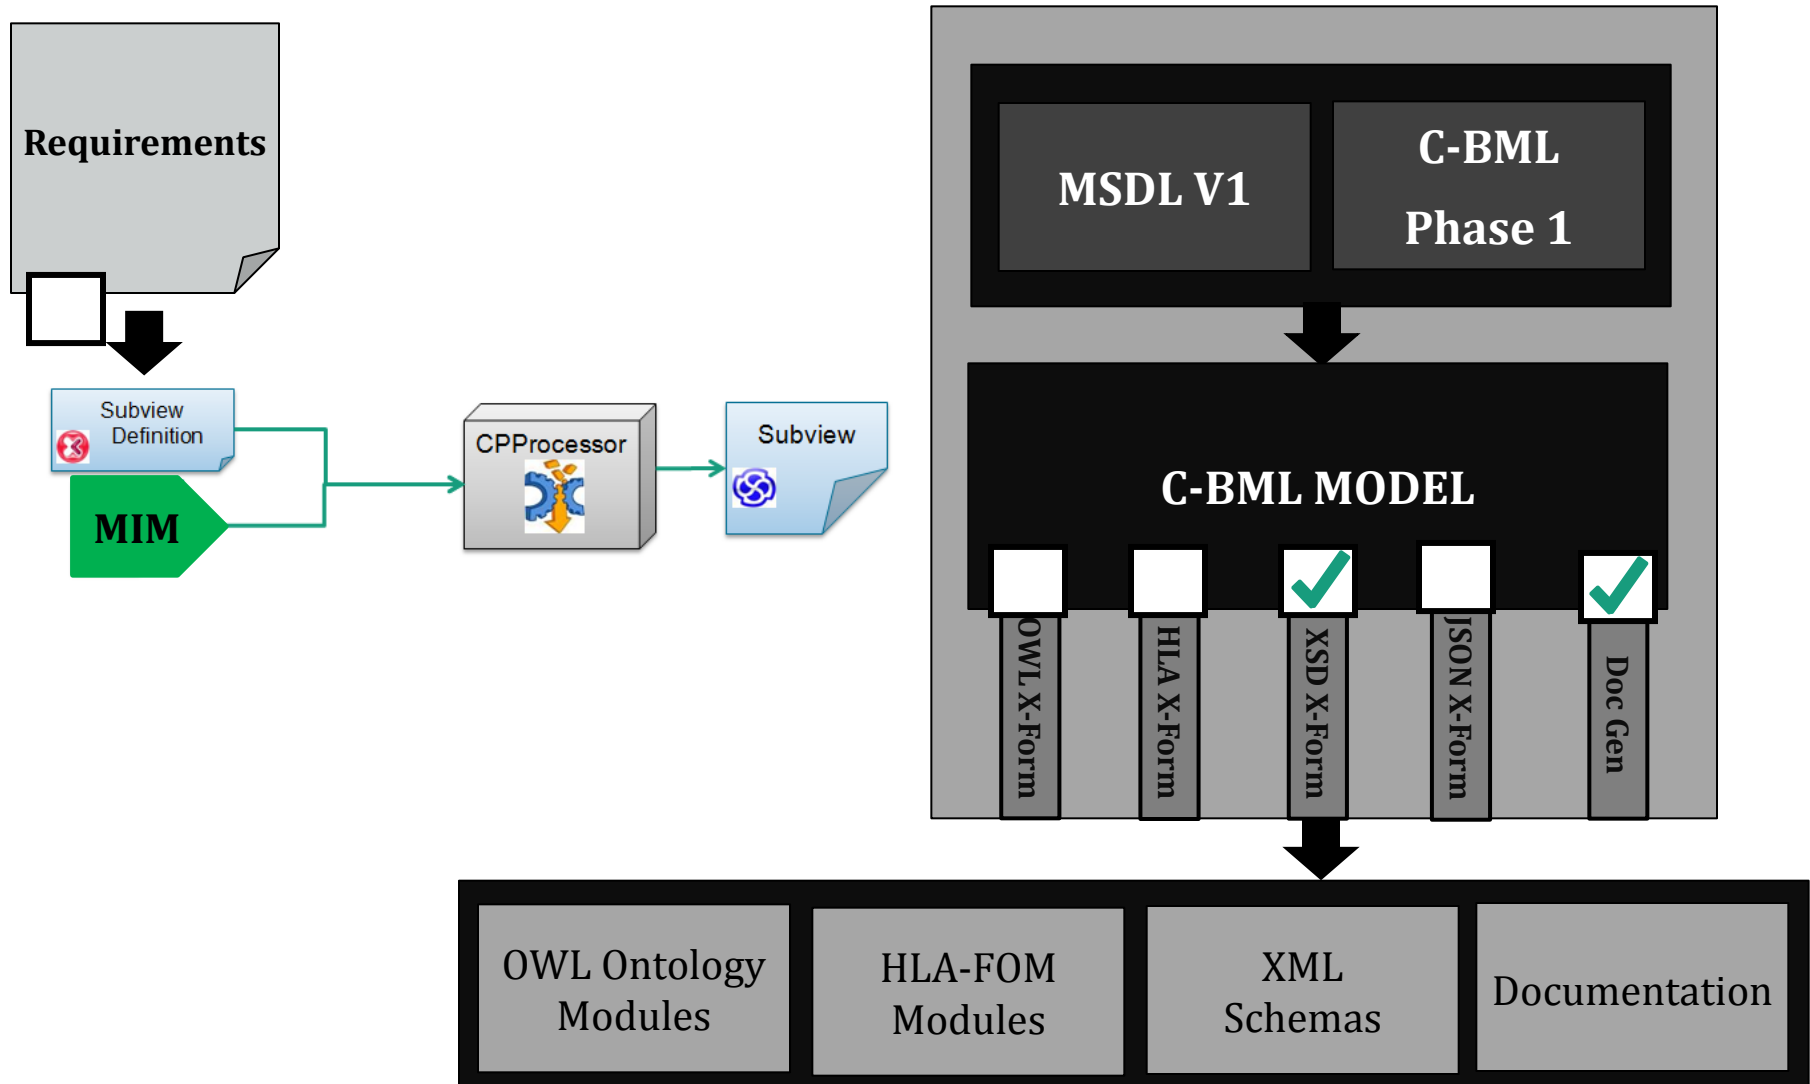 Requirements
Subview
Definition
MIM
CPProcessor
Subview
MSDL V1
C-BML
Phase 1
C-BML MODEL
OWL X-Form
HLA X-Form
XSD X-Form
JSON X-Form
Doc Gen
OWL Ontology
Modules
HLA-FOM
Modules
XML
Schemas
Documentation